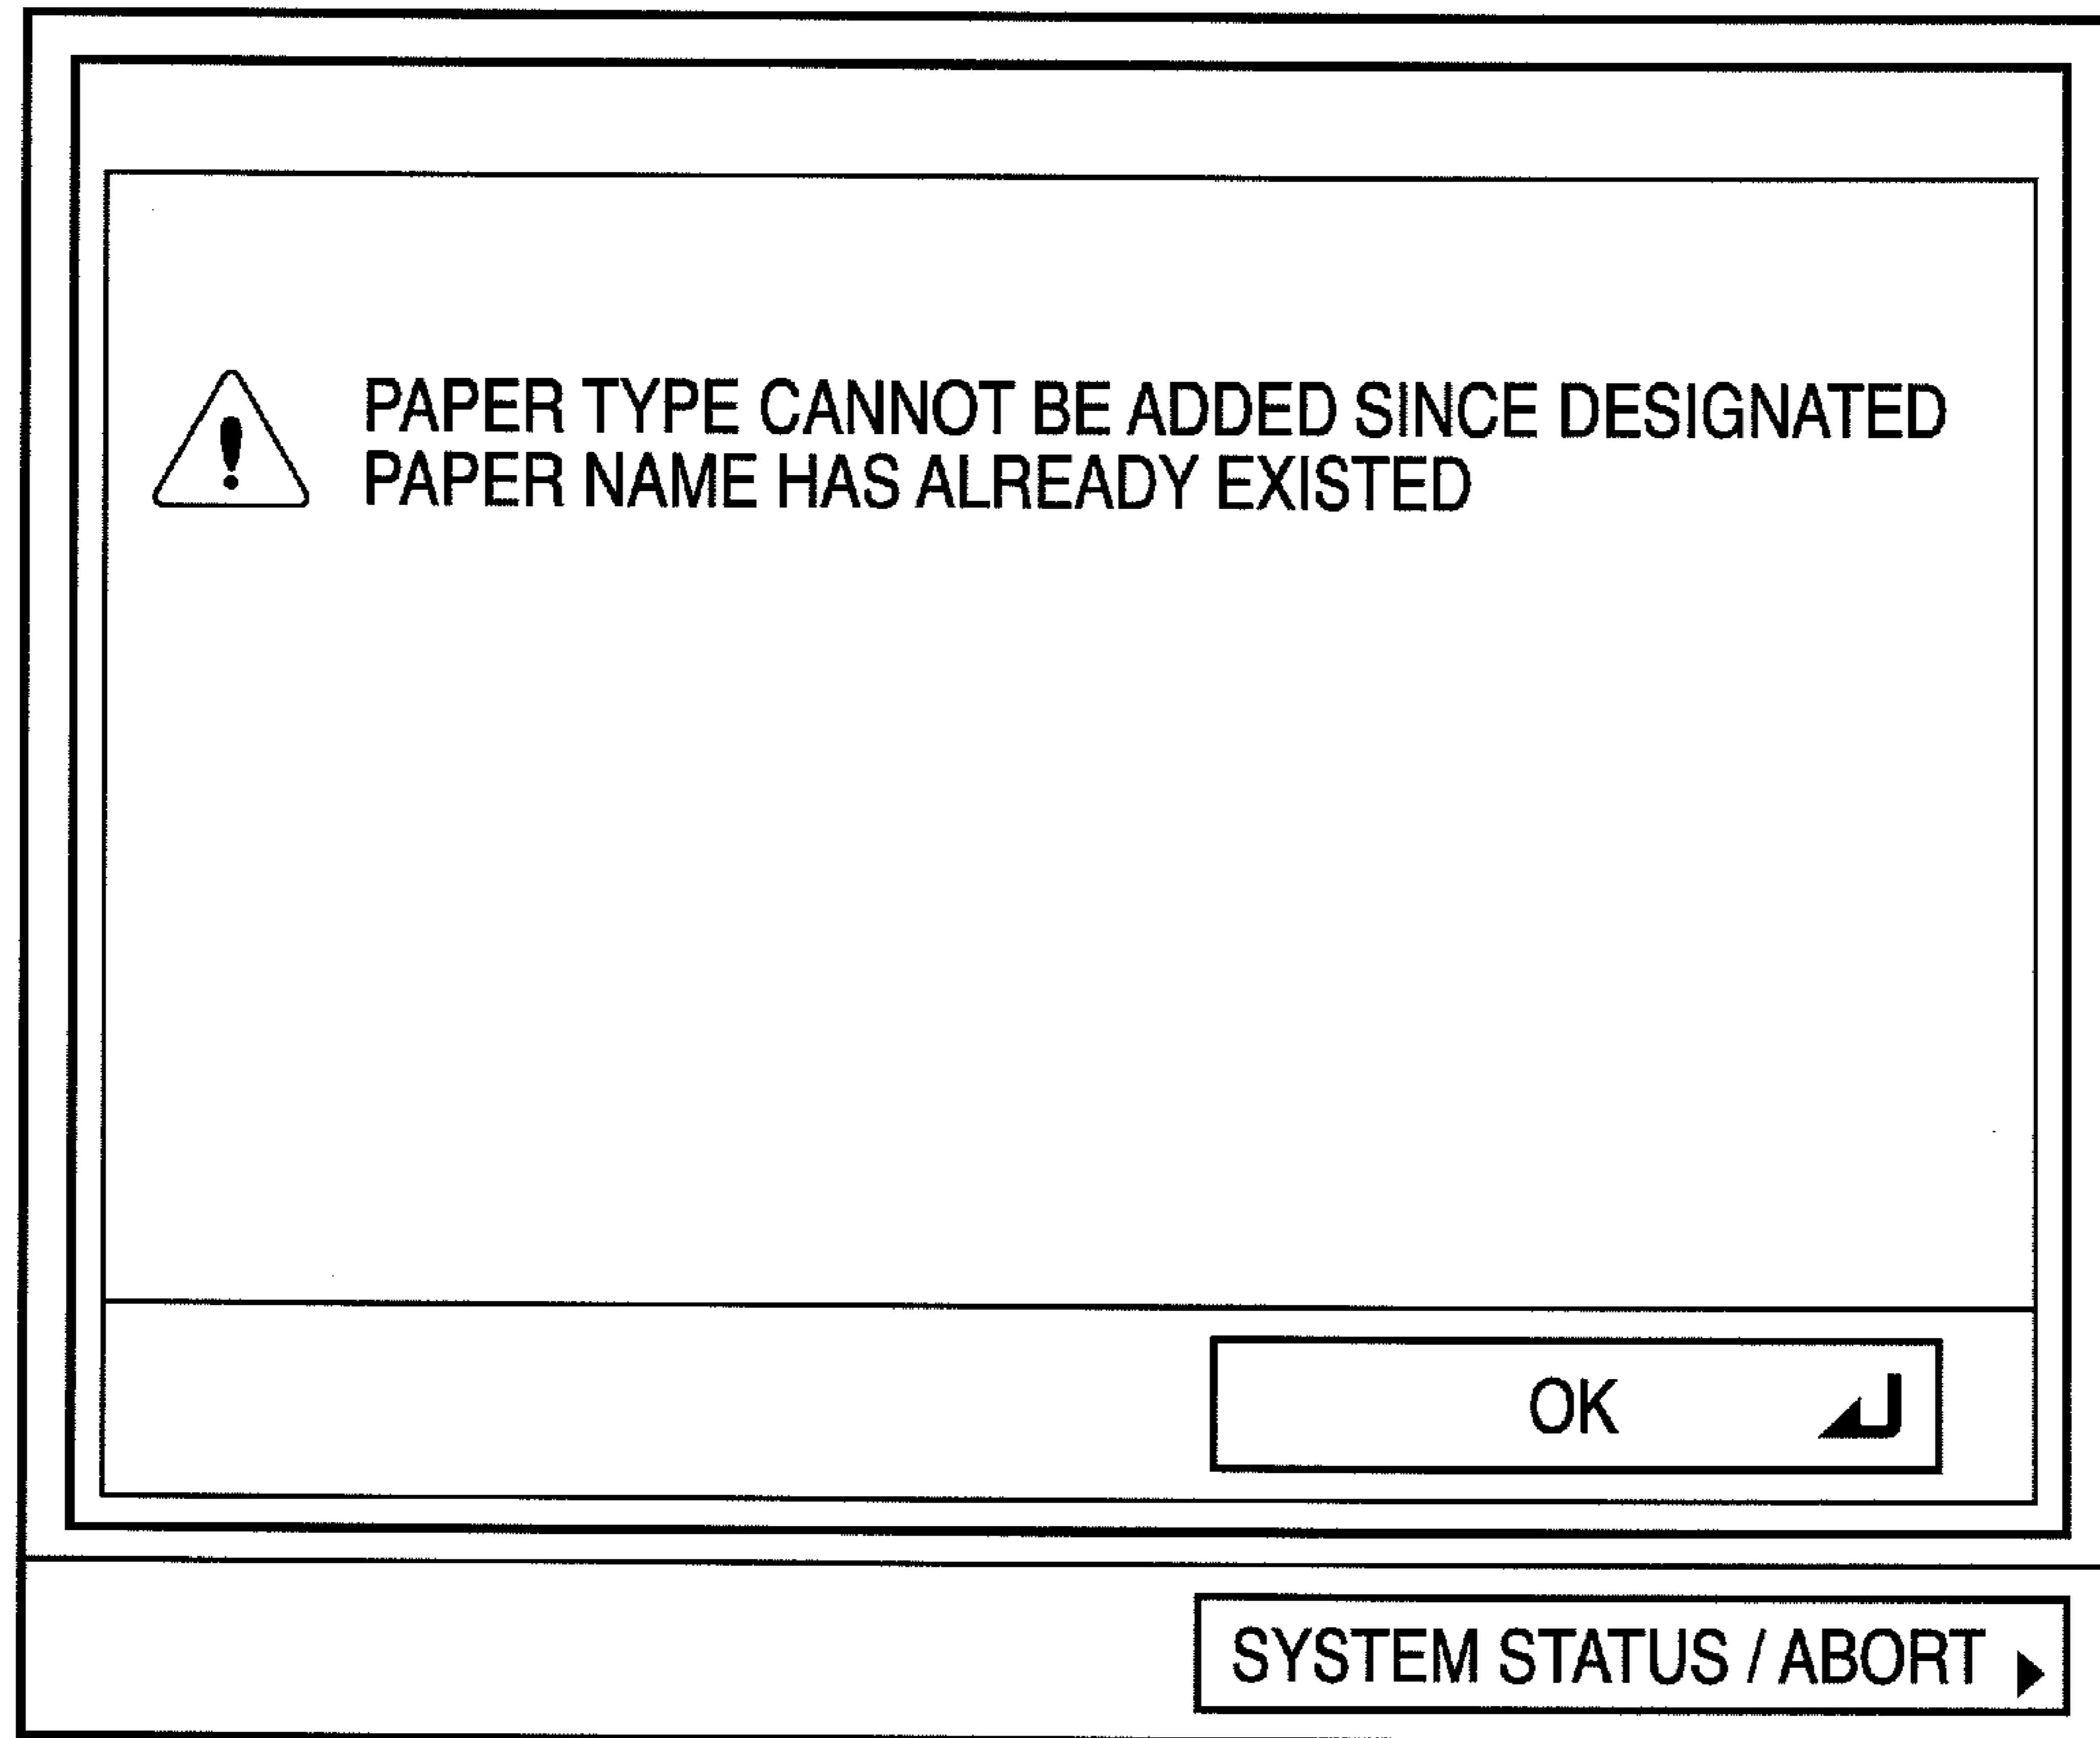 PAPER TYPE CANNOT BE ADDED SINCE DESIGNATED
PAPER NAME HAS ALREADY EXISTED
OK
SYSTEM STATUS / ABORT